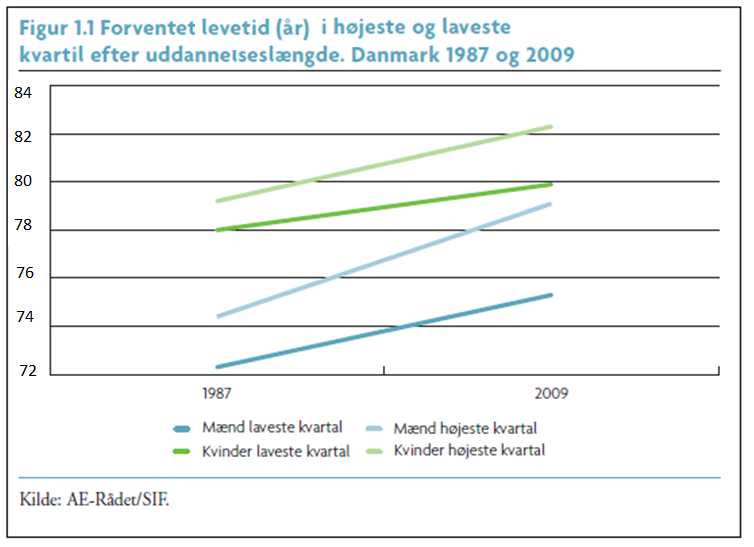 Figur 1.1 Forventet levetid (år) i højeste og laveste
kvartil efter uddannelseslængde. Danmark 1987 og 2009
84
82
80
78
76
74
72
1987
2009
Mænd laveste kvartal
Mænd højeste kvartal
Kvinder laveste kvartal
Kvinder højeste kvartal
Kilde: AE-Rådet/SIF.